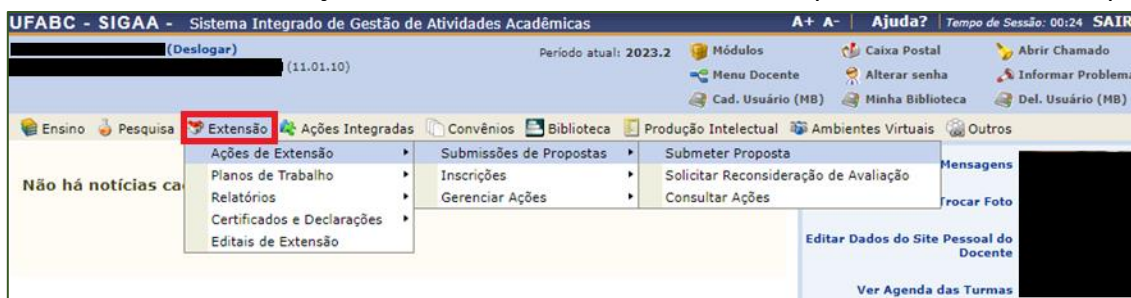 UFABC - SIGAA - Sistema Integrado de Gestão de Atividades Acadêmicas A+ A- | Ajuda? | Tempo de Sessão: 00:24 SAIR
(Deslogar) Período atual: 2023.2 Módulos Caixa Postal Abrir Chamado
(11.01.10) Menu Docente Alterar senha Informar Problema
Cad. Usuário (MB) Minha Biblioteca Del. Usuário (MB)
Ensino Pesquisa Extensão Ações Integradas Convênios Biblioteca Produção Intelectual Ambientes Virtuais Outros
Ações de Extensão Submissões de Propostas Submeter Proposta
Mensagens
Planos de Trabalho Inscrições Solicitar Reconsideração de Avaliação
Não há notícias ca
Relatórios Gerenciar Ações Consultar Ações
Trocar Foto
Certificados e Declarações
Editais de Extensão
Editar Dados do Site Pessoal do
Docente
Ver Agenda das Turmas